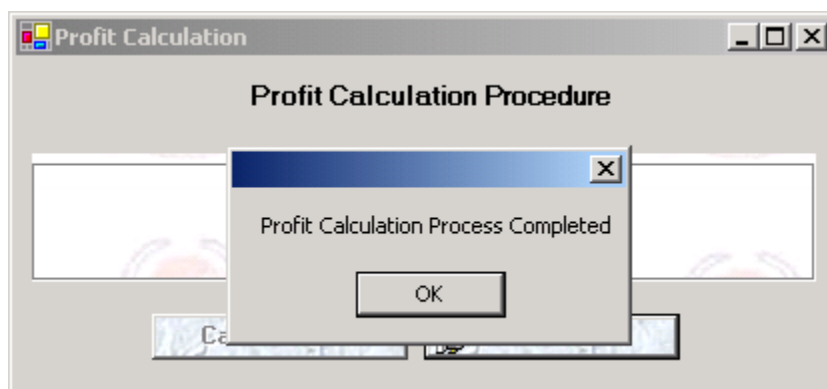 Profit Calculation
Profit Calculation Procedure
Profit Calculation Process Completed
OK